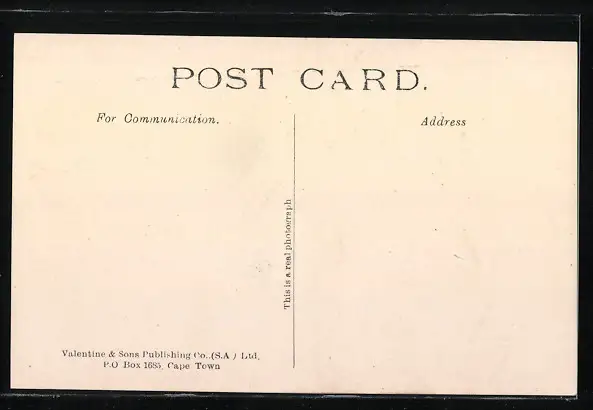 POST CARD.
For Communication.
Address
This is a real photograph
Valentine & Sons Publishing Co.,(S.A ) Ltd,
P.O Box 1685, Cape Town